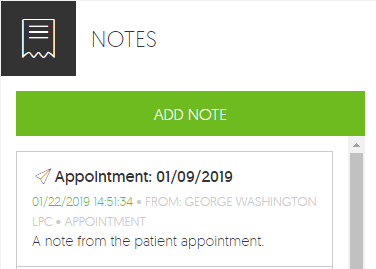 NOTES
ADD NOTE
Appointment: 01/09/2019
01/22/2019 14:51:34 • FROM: GEORGE WASHINGTON
LPC • APPOINTMENT
A note from the patient appointment.